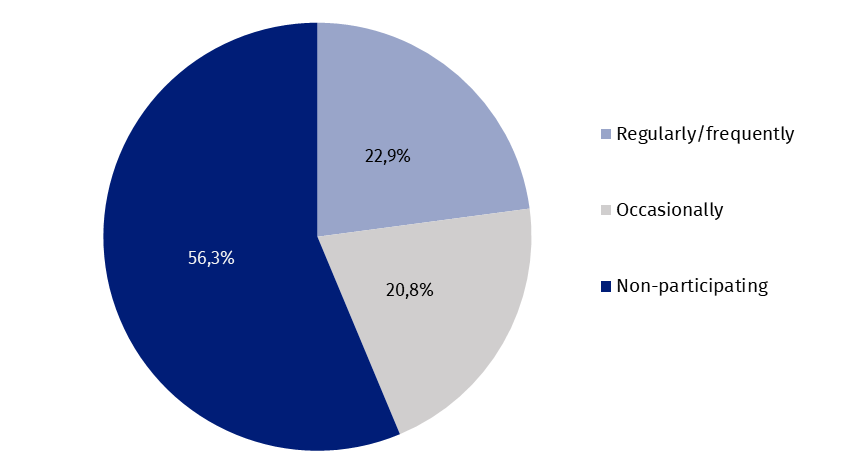 22,9%
20,8%
56,3%
Regularly/frequently
Occasionally
Non-participating